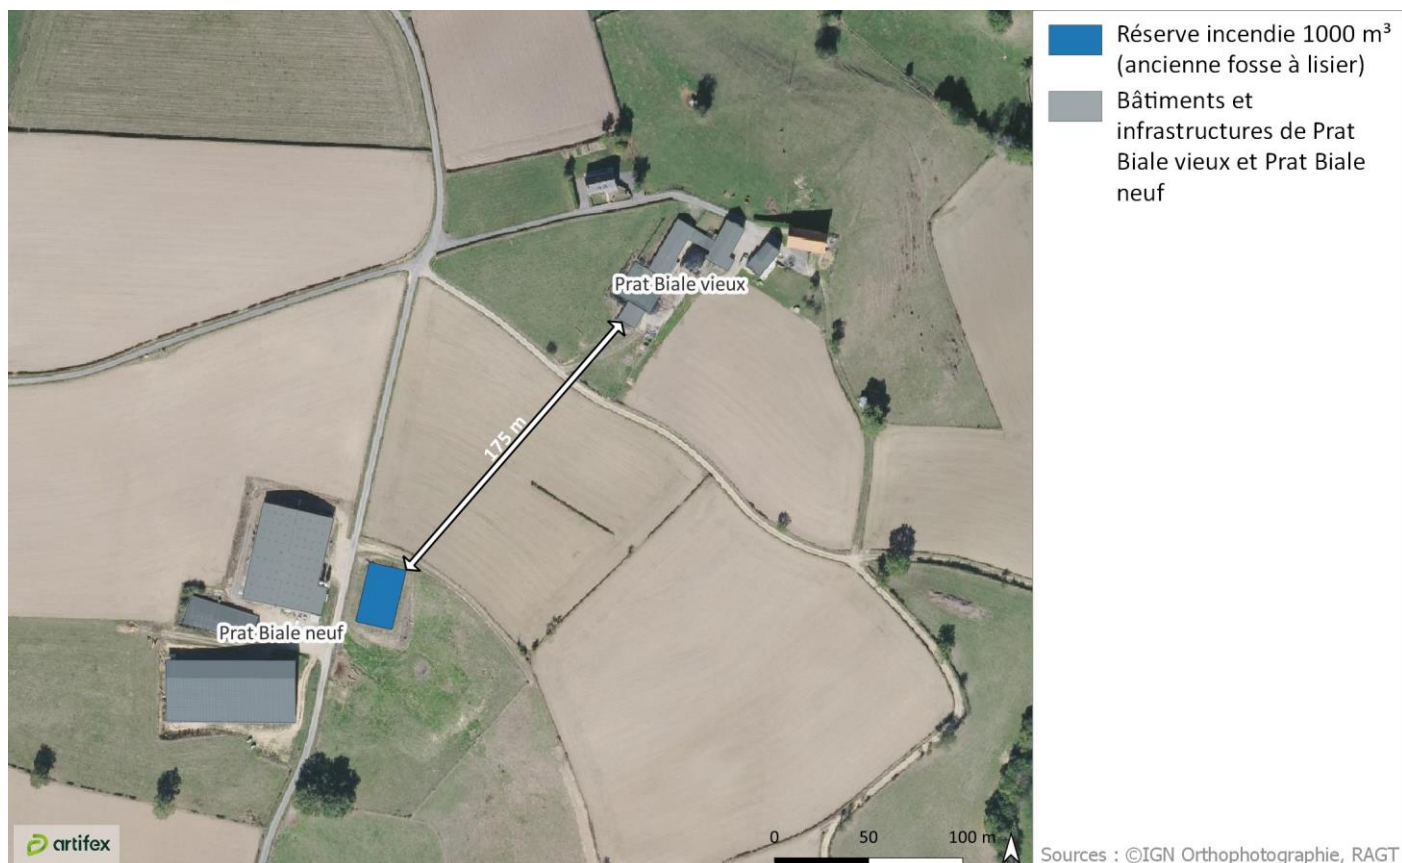 Réserve incendie 1000 m³
(ancienne fosse à lisier)
Bâtiments et
infrastructures de Prat
Biale vieux et Prat Biale
neuf
Prat Biale vieux
175 m
Prat Biale neuf
artifex
0 50 100 m
Sources : ©IGN Orthophotographie, RAGT